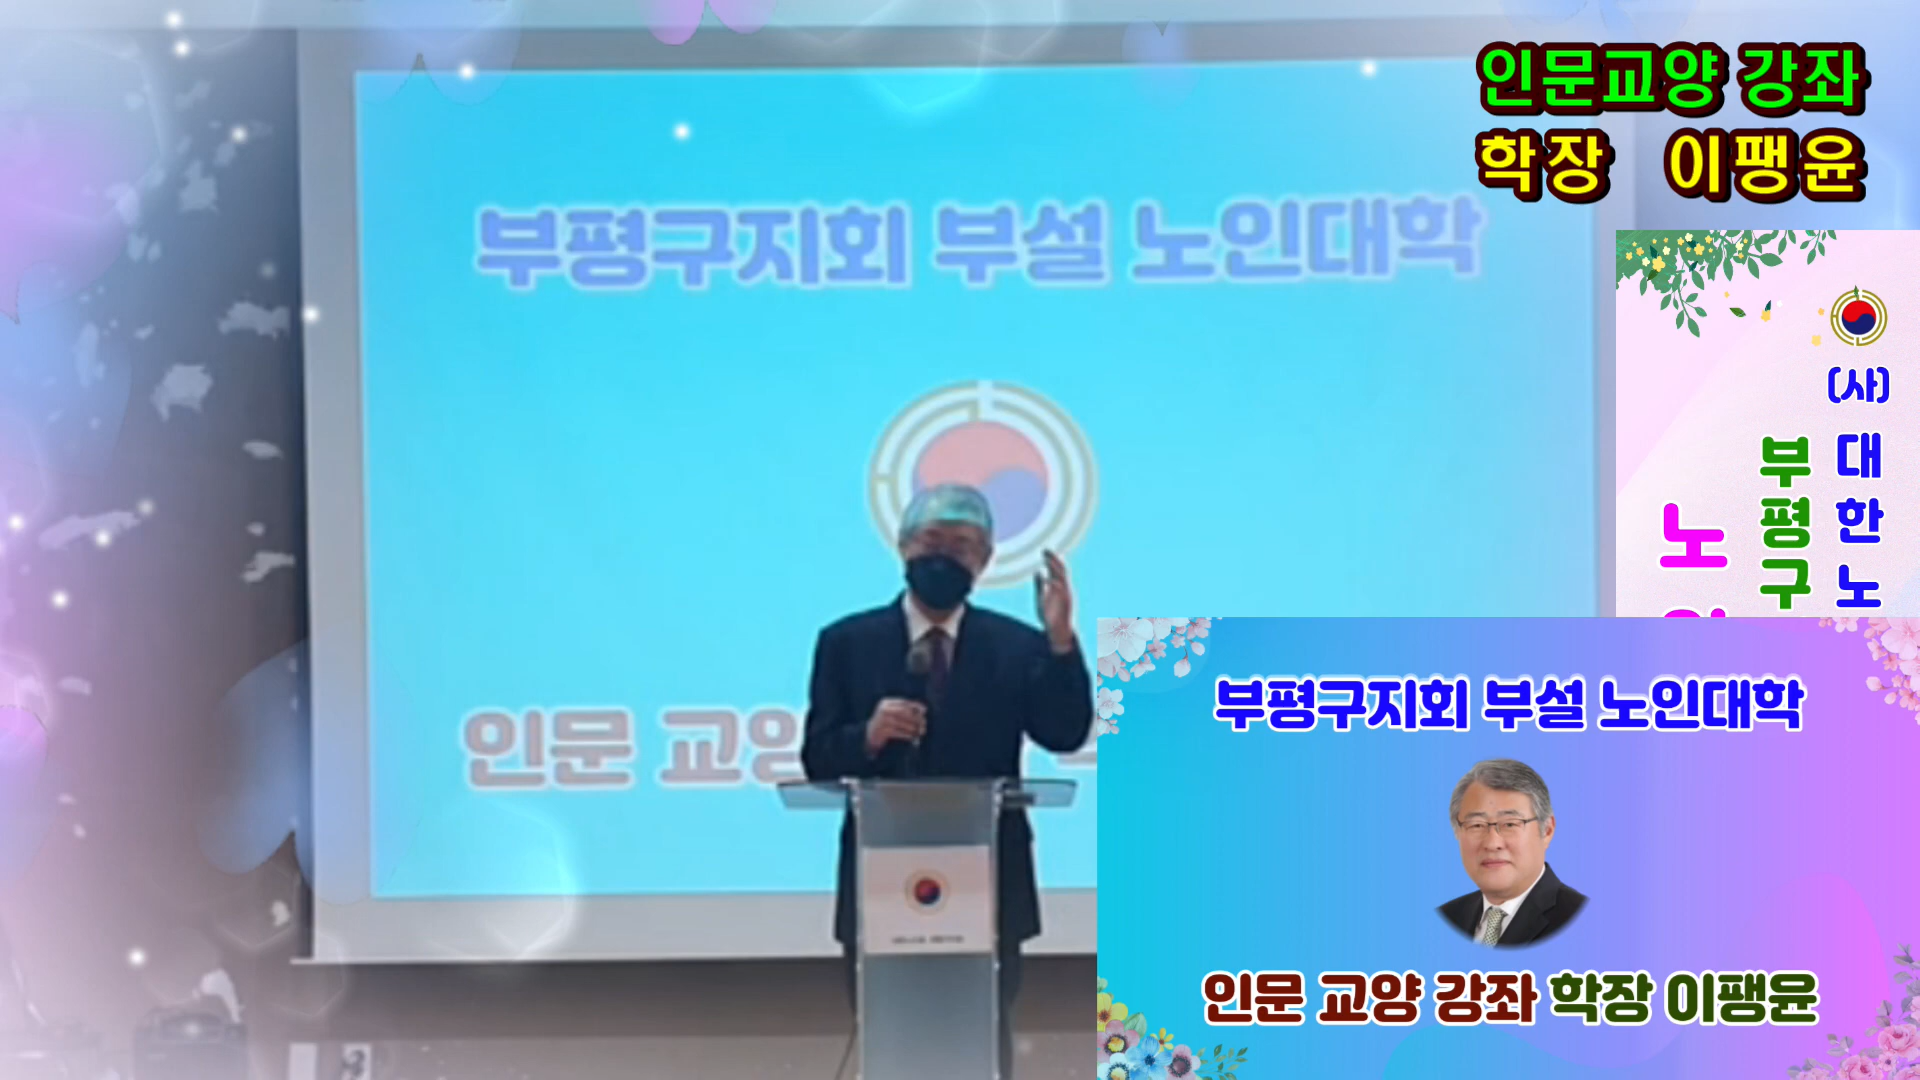 인문교양 강좌
학장 이팽윤
부평구지회 부설 노인대학
인문 교양
(사)대한노
부평구
노
부평구지회 부설 노인대학
인문 교양 강좌 학장 이팽윤